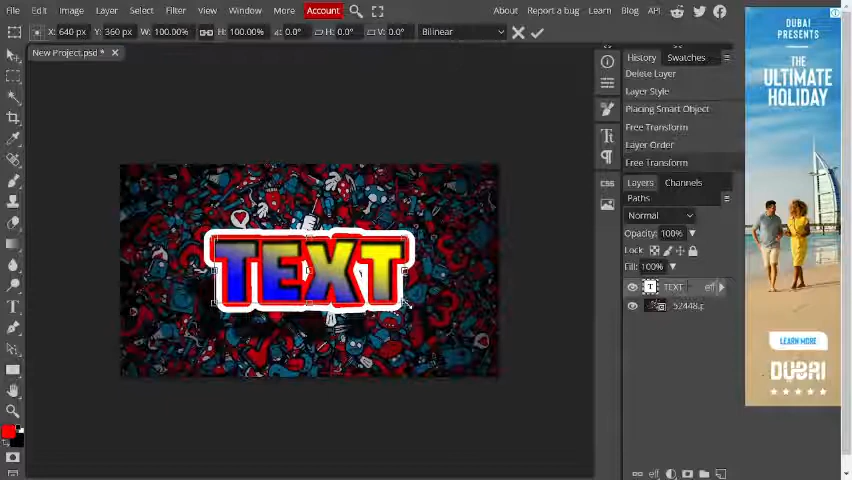 File Edit Image Layer Select Filter View Window More Account About Report a bug Learn Blog API
X: 640 px Y: 360 px W: 100.00% H: 100.00% : 0.0° H: 0.0° V: 0.0° Bilinear
New Project.psd *
History Swatches
Delete Layer
Layer Style
Placing Smart Object
Free Transform
Layer Order
Free Transform
CSS
Layers Channels
Paths
Normal
Opacity: 100%
Lock:
Fill: 100%
T TEXT eff
52448.p
eff
TEXT
DUBAI
PRESENTS
THE
ULTIMATE
HOLIDAY
LEARN MORE
DUBAI